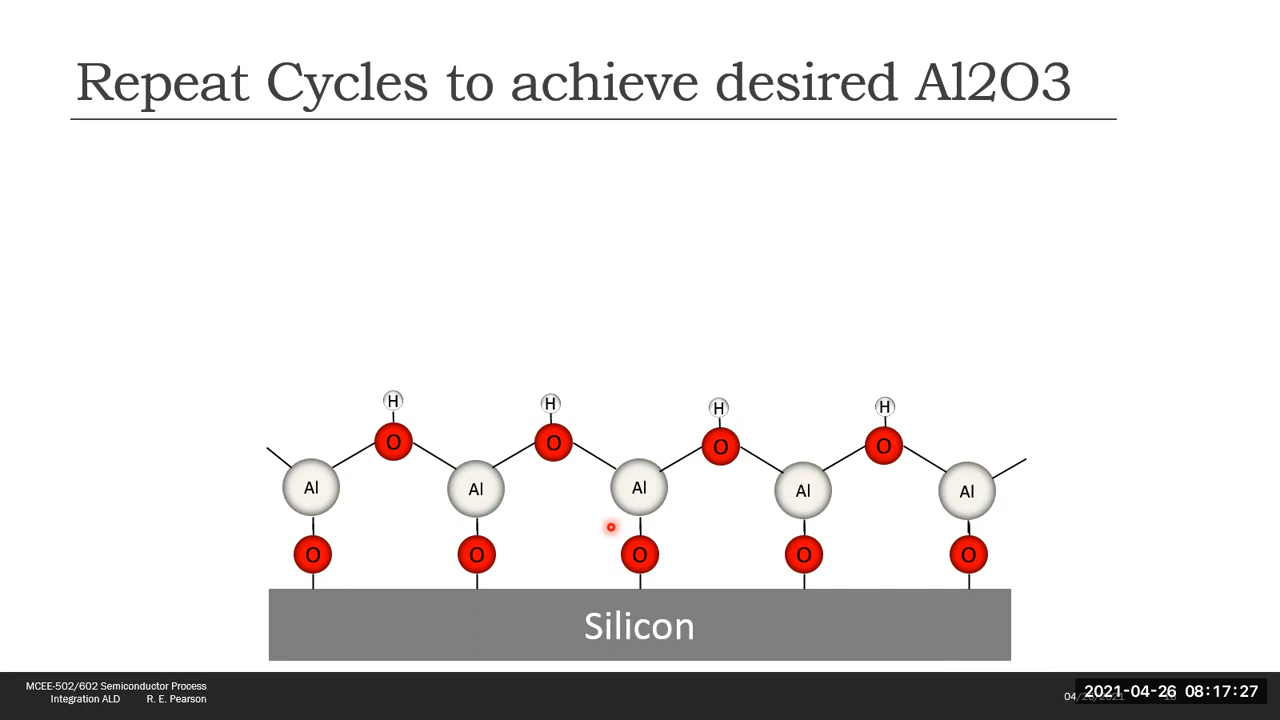 Repeat Cycles to achieve desired Al2O3
H H H H
O O O O
Al Al Al Al Al
O O O O O
Silicon
MCEE-502/602 Semiconductor Process
Integration ALD R. E. Pearson
2021-04-26 08:17:27